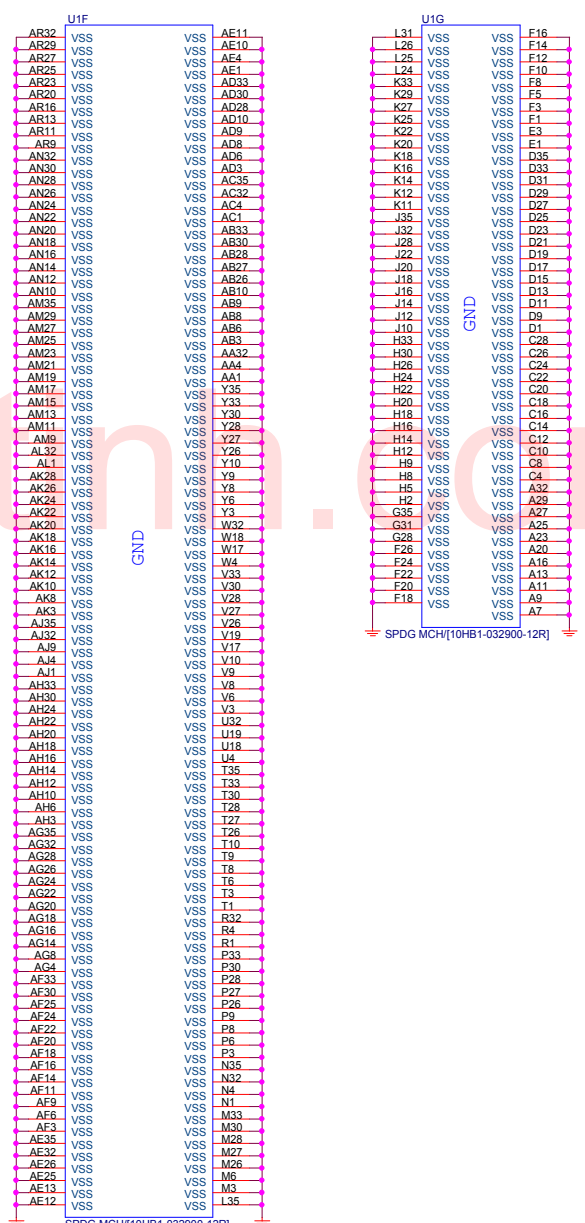 U1F
AR32 VSS VSS AE11
AR29 VSS VSS AE10
AR27 VSS VSS AE4
AR25 VSS VSS AE1
AR23 VSS VSS AD33
AR20 VSS VSS AD30
AR16 VSS VSS AD28
AR13 VSS VSS AD10
AR11 VSS VSS AD9
AR9 VSS VSS AD8
AN32 VSS VSS AD6
AN30 VSS VSS AD3
AN28 VSS VSS AC35
AN26 VSS VSS AC32
AN24 VSS VSS AC4
AN22 VSS VSS AC1
AN20 VSS VSS AB33
AN18 VSS VSS AB30
AN16 VSS VSS AB28
AN14 VSS VSS AB27
AN12 VSS VSS AB26
AN10 VSS VSS AB10
AM35 VSS VSS AB9
AM29 VSS VSS AB8
AM27 VSS VSS AB6
AM25 VSS VSS AB3
AM23 VSS VSS AA32
AM21 VSS VSS AA4
AM19 VSS VSS AA1
AM17 VSS VSS Y35
AM15 VSS VSS Y33
AM13 VSS VSS Y30
AM11 VSS VSS Y28
AM9 VSS VSS Y27
AL32 VSS VSS Y26
AL1 VSS VSS Y10
AK28 VSS VSS Y9
AK26 VSS VSS Y8
AK24 VSS VSS Y6
AK22 VSS VSS Y3
AK20 VSS VSS W32
AK18 VSS GND VSS W18
AK16 VSS VSS W17
AK14 VSS VSS W4
AK12 VSS VSS V33
AK10 VSS VSS V30
AK8 VSS VSS V28
AK3 VSS VSS V27
AJ35 VSS VSS V26
AJ32 VSS VSS V19
AJ9 VSS VSS V17
AJ4 VSS VSS V10
AJ1 VSS VSS V9
AH33 VSS VSS V8
AH30 VSS VSS V6
AH24 VSS VSS V3
AH22 VSS VSS U32
AH20 VSS VSS U19
AH18 VSS VSS U18
AH16 VSS VSS U4
AH14 VSS VSS T35
AH12 VSS VSS T33
AH10 VSS VSS T30
AH6 VSS VSS T28
AH3 VSS VSS T27
AG35 VSS VSS T26
AG32 VSS VSS T10
AG28 VSS VSS T9
AG26 VSS VSS T8
AG24 VSS VSS T6
AG22 VSS VSS T3
AG20 VSS VSS T1
AG18 VSS VSS R32
AG16 VSS VSS R4
AG14 VSS VSS R1
AG8 VSS VSS P33
AG4 VSS VSS P30
AF33 VSS VSS P28
AF30 VSS VSS P27
AF25 VSS VSS P26
AF24 VSS VSS P9
AF22 VSS VSS P8
AF20 VSS VSS P6
AF18 VSS VSS P3
AF16 VSS VSS N35
AF14 VSS VSS N32
AF11 VSS VSS N4
AF9 VSS VSS N1
AF6 VSS VSS M33
AF3 VSS VSS M30
AE35 VSS VSS M28
AE32 VSS VSS M27
AE26 VSS VSS M26
AE25 VSS VSS M6
AE13 VSS VSS M3
AE12 VSS VSS L35
SPDG MCH/[10HB1-032900-12R]
U1G
L31 VSS VSS F16
L26 VSS VSS F14
L25 VSS VSS F12
L24 VSS VSS F10
K33 VSS VSS F8
K29 VSS VSS F5
K27 VSS VSS F3
K25 VSS VSS F1
K22 VSS VSS E3
K20 VSS VSS E1
K18 VSS VSS D35
K16 VSS VSS D33
K14 VSS VSS D31
K12 VSS VSS D29
K11 VSS VSS D27
J35 VSS VSS D25
J32 VSS VSS D23
J28 VSS VSS D21
J22 VSS VSS D19
J20 VSS VSS D17
J18 VSS VSS D15
J16 VSS VSS D13
J14 VSS GND VSS D11
J12 VSS VSS D9
J10 VSS VSS D1
H33 VSS VSS C28
H30 VSS VSS C26
H26 VSS VSS C24
H24 VSS VSS C22
H22 VSS VSS C20
H20 VSS VSS C18
H18 VSS VSS C16
H16 VSS VSS C14
H14 VSS VSS C12
H12 VSS VSS C10
H9 VSS VSS C8
H8 VSS VSS C4
H5 VSS VSS A32
H2 VSS VSS A29
G35 VSS VSS A27
G31 VSS VSS A25
G28 VSS VSS A23
F26 VSS VSS A20
F24 VSS VSS A16
F22 VSS VSS A13
F20 VSS VSS A11
F18 VSS VSS A9
VSS A7
SPDG MCH/[10HB1-032900-12R]